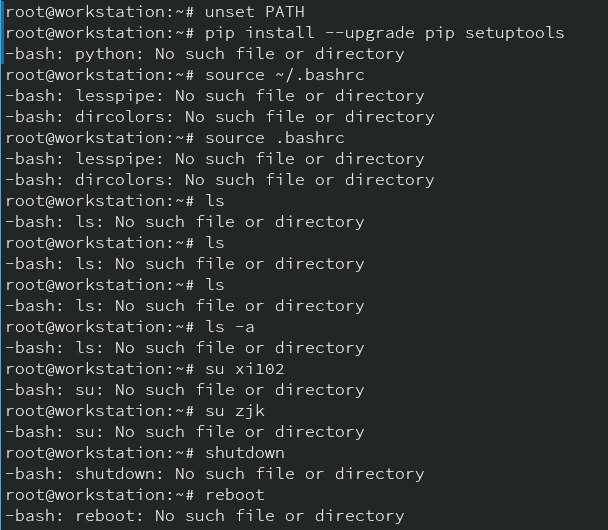 root@workstation:~# unset PATH
root@workstation:~# pip install --upgrade pip setuptools
-bash: python: No such file or directory
root@workstation:~# source ~/.bashrc
-bash: lesspipe: No such file or directory
-bash: dircolors: No such file or directory
root@workstation:~# source .bashrc
-bash: lesspipe: No such file or directory
-bash: dircolors: No such file or directory
root@workstation:~# ls
-bash: ls: No such file or directory
root@workstation:~# ls
-bash: ls: No such file or directory
root@workstation:~# ls
-bash: ls: No such file or directory
root@workstation:~# ls -a
-bash: ls: No such file or directory
root@workstation:~# su xi102
-bash: su: No such file or directory
root@workstation:~# su zjk
-bash: su: No such file or directory
root@workstation:~# shutdown
-bash: shutdown: No such file or directory
root@workstation:~# reboot
-bash: reboot: No such file or directory